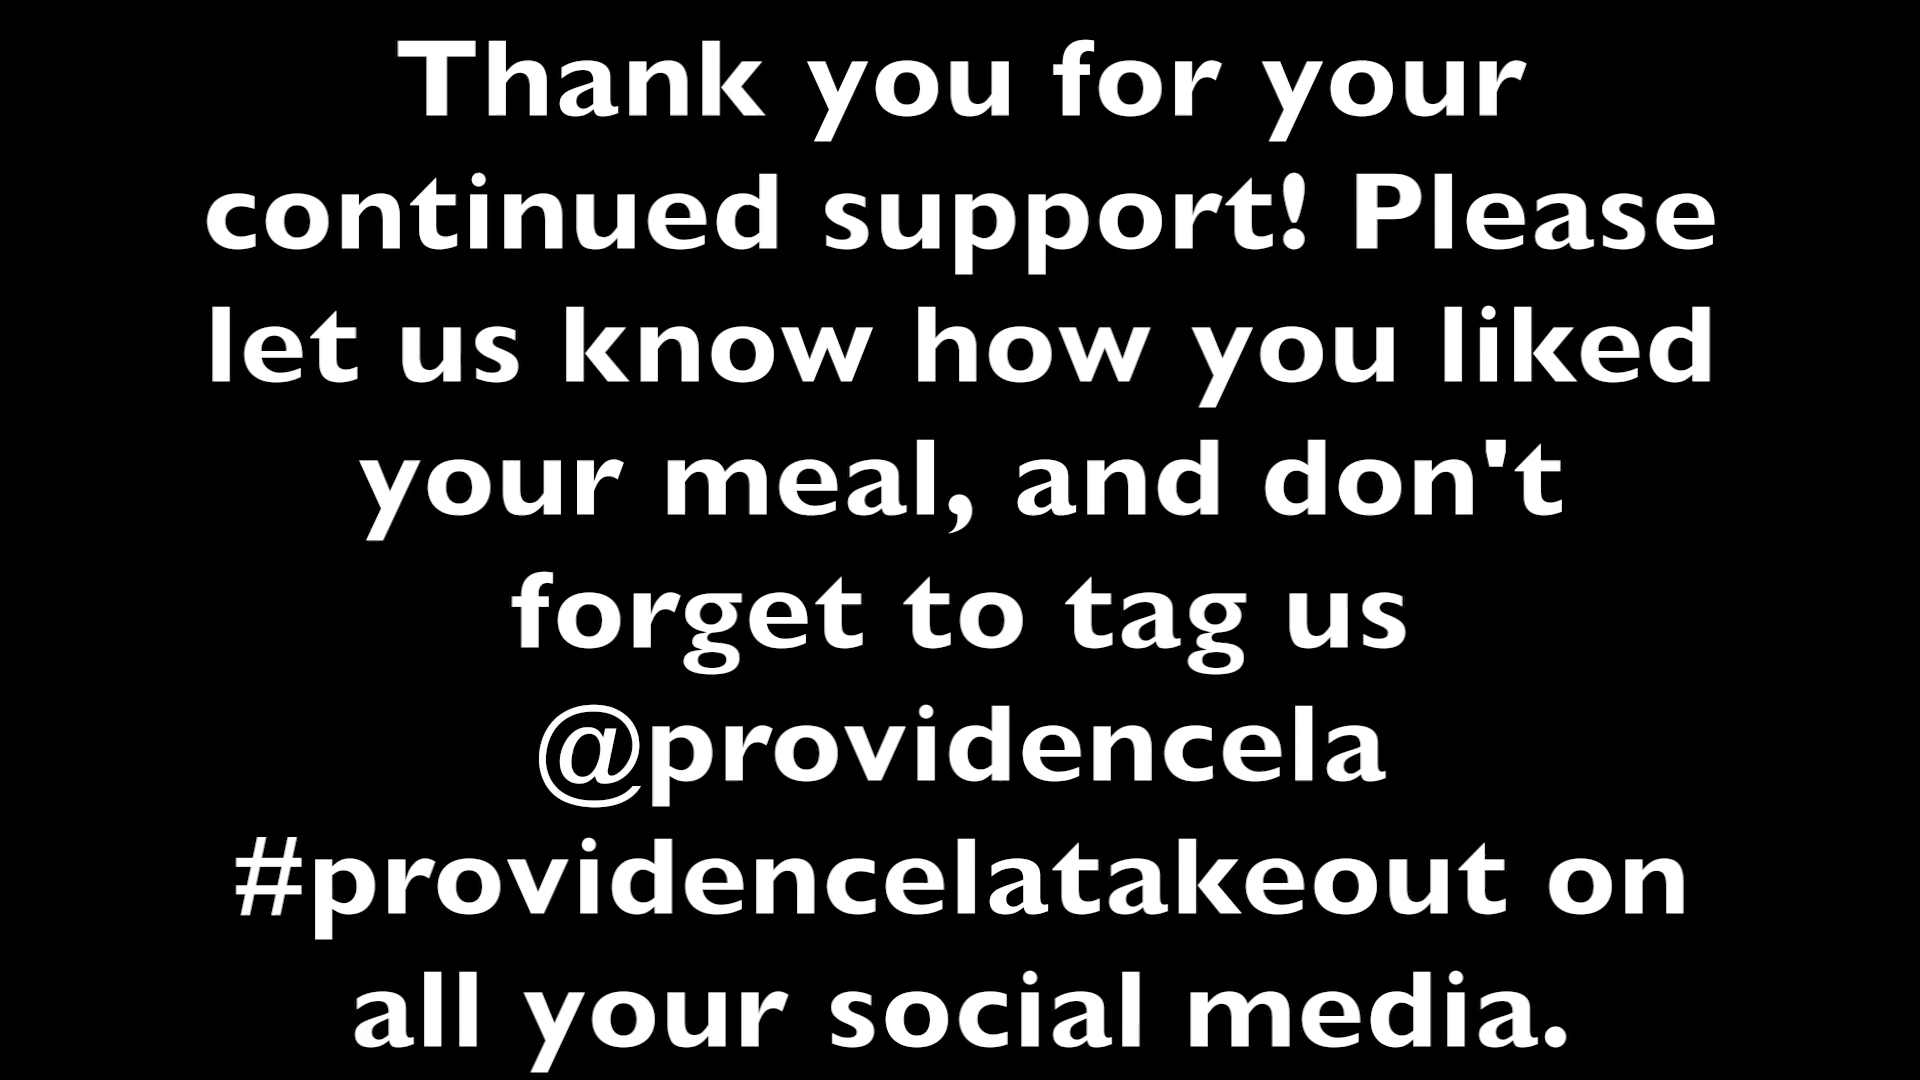 Thank you for your
continued support! Please
let us know how you liked
your meal, and don't
forget to tag us
@providencela
#providencelatakeout on
all your social media.